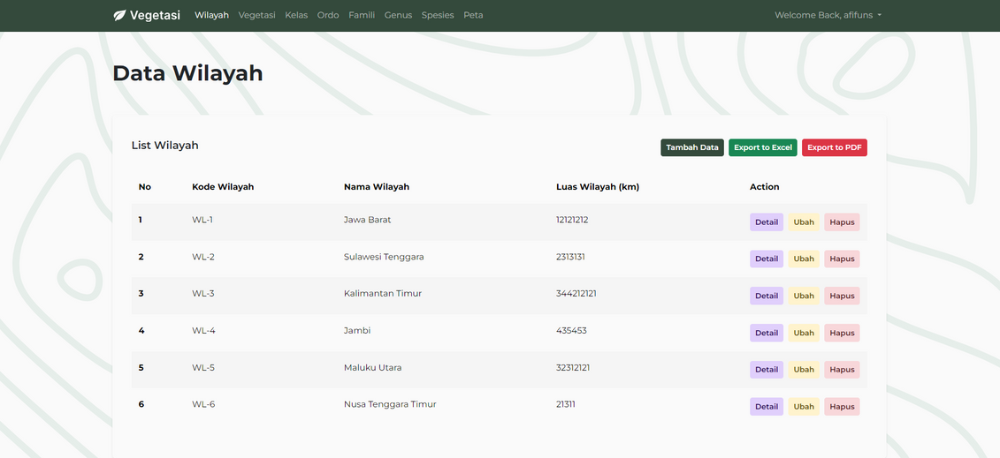 Vegetasi Wilayah Vegetasi Kelas Ordo Famili Genus Spesies Peta Welcome Back, afifuns
Data Wilayah
List Wilayah Tambah Data Export to Excel Export to PDF
No Kode Wilayah Nama Wilayah Luas Wilayah (km) Action
1 WL-1 Jawa Barat 12121212 Detail Ubah Hapus
2 WL-2 Sulawesi Tenggara 2313131 Detail Ubah Hapus
3 WL-3 Kalimantan Timur 344212121 Detail Ubah Hapus
4 WL-4 Jambi 435453 Detail Ubah Hapus
5 WL-5 Maluku Utara 32312121 Detail Ubah Hapus
6 WL-6 Nusa Tenggara Timur 21311 Detail Ubah Hapus